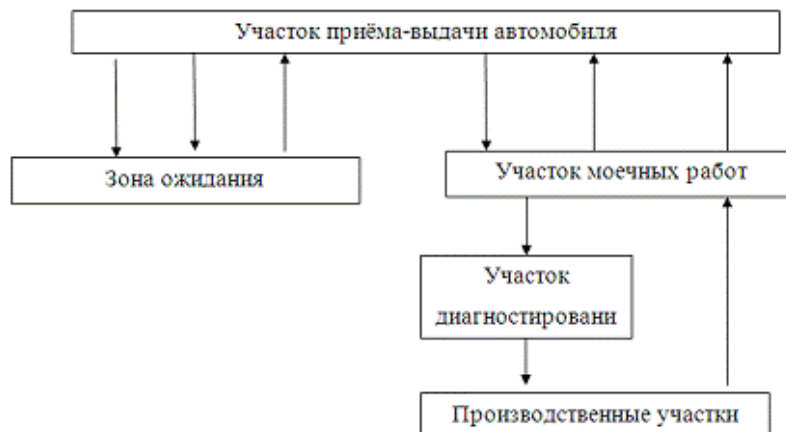 Участок приёма-выдачи автомобиля
Зона ожидания
Участок моечных работ
Участок
диагностировани
Производственные участки